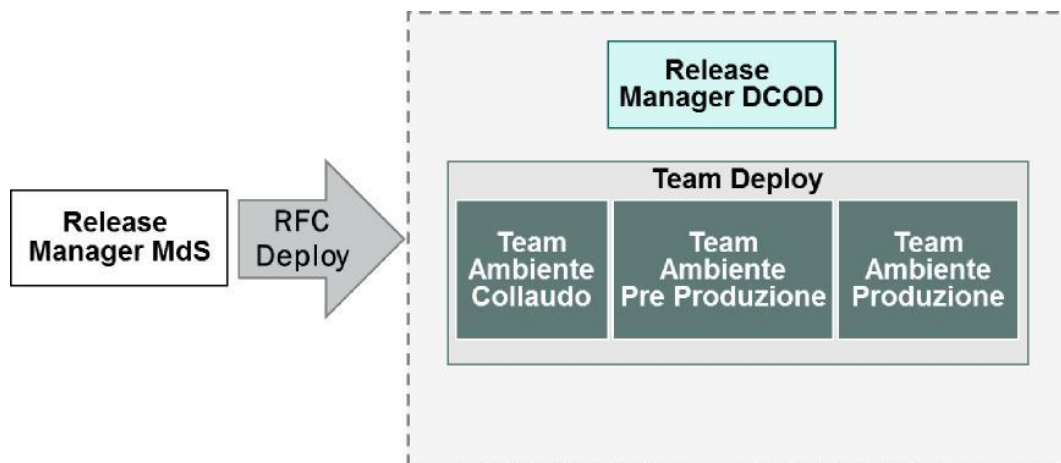 Release
Manager DCOD
Team Deploy
Release
Manager MdS
RFC
Deploy
Team
Ambiente
Collaudo
Team
Ambiente
Pre Produzione
Team
Ambiente
Produzione